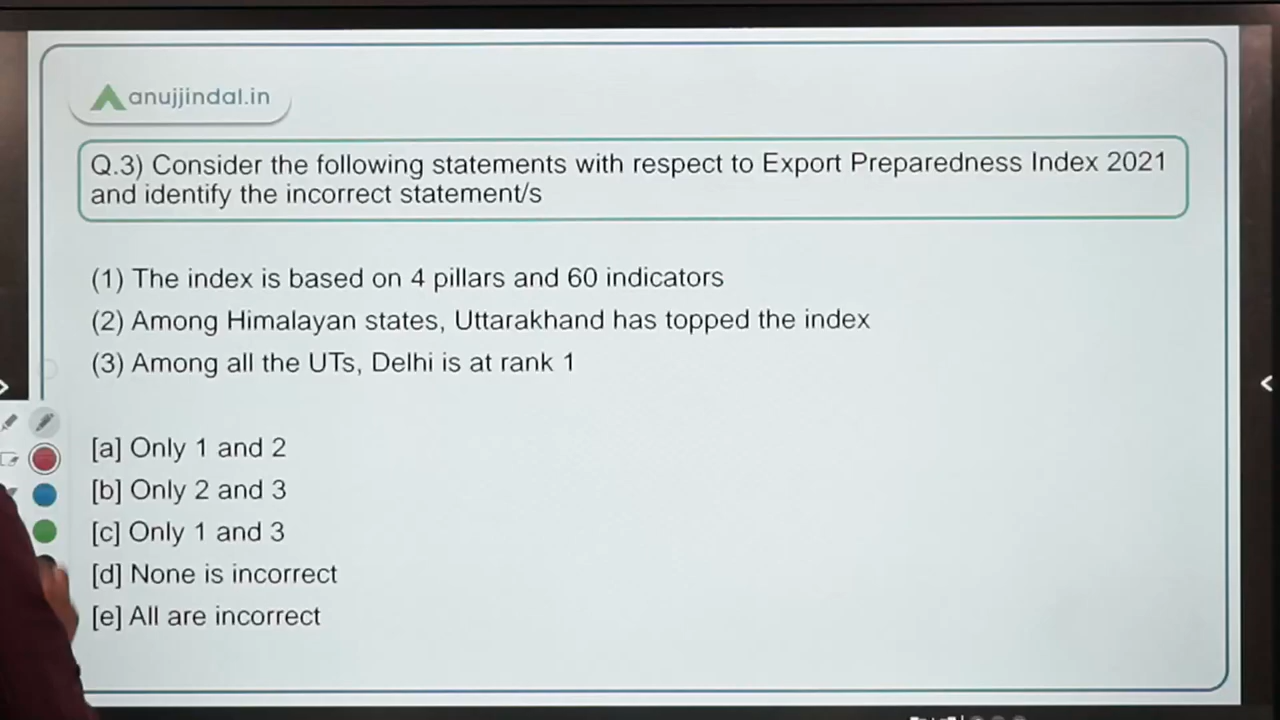 anujjindal.in
Q.3) Consider the following statements with respect to Export Preparedness Index 2021
and identify the incorrect statement/s
(1) The index is based on 4 pillars and 60 indicators
(2) Among Himalayan states, Uttarakhand has topped the index
(3) Among all the UTs, Delhi is at rank 1
[a] Only 1 and 2
[b] Only 2 and 3
[c] Only 1 and 3
[d] None is incorrect
[e] All are incorrect